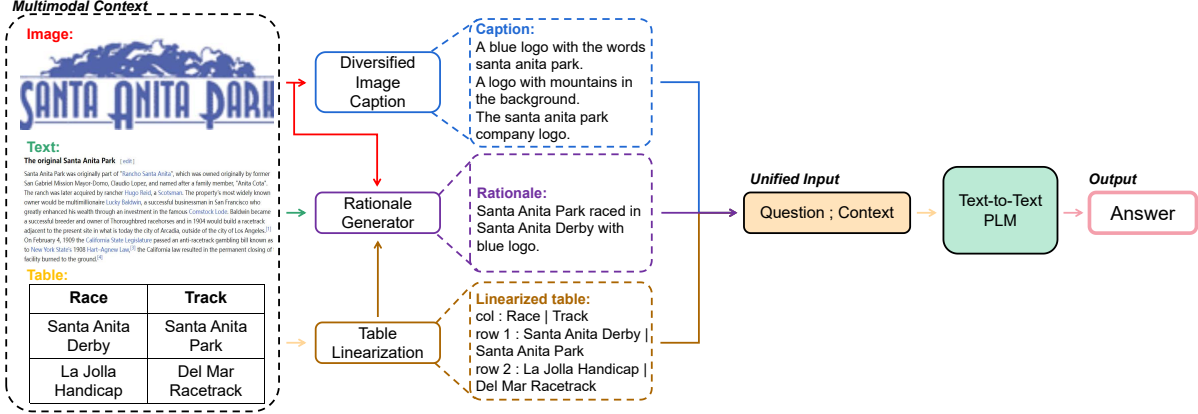 Multimodal Context
Image:
SANTA ANITA PARK
Text:
The original Santa Anita Park [ edit ]
Santa Anita Park was originally part of "Rancho Santa Anita", which was owned originally by former
San Gabriel Mission Mayor-Domo, Claudio Lopez, and named after a family member, "Anita Cota".
The ranch was later acquired by rancher Hugo Reid, a Scotsman. The property's most widely known
owner would be multimillionaire Lucky Baldwin, a successful businessman in San Francisco who
greatly enhanced his wealth through an investment in the famous Comstock Lode. Baldwin became
a successful breeder and owner of Thoroughbred racehorses and in 1904 would build a racetrack
adjacent to the present site in what is today the city of Arcadia, outside of the city of Los Angeles.[1]
On February 4, 1909 the California State Legislature passed an anti-racetrack gambling bill known as
to New York State's 1908 Hart–Agnew Law,[3] the California law resulted in the permanent closing of
facility burned to the ground.[4]
Table:
Race
Track
Santa Anita
Derby
Santa Anita
Park
La Jolla
Handicap
Del Mar
Racetrack
Diversified
Image
Caption
Rationale
Generator
Table
Linearization
Caption:
A blue logo with the words
santa anita park.
A logo with mountains in
the background.
The santa anita park
company logo.
Rationale:
Santa Anita Park raced in
Santa Anita Derby with
blue logo.
Linearized table:
col : Race | Track
row 1 : Santa Anita Derby |
Santa Anita Park
row 2 : La Jolla Handicap |
Del Mar Racetrack
Unified Input
Question ; Context
Text-to-Text
PLM
Output
Answer